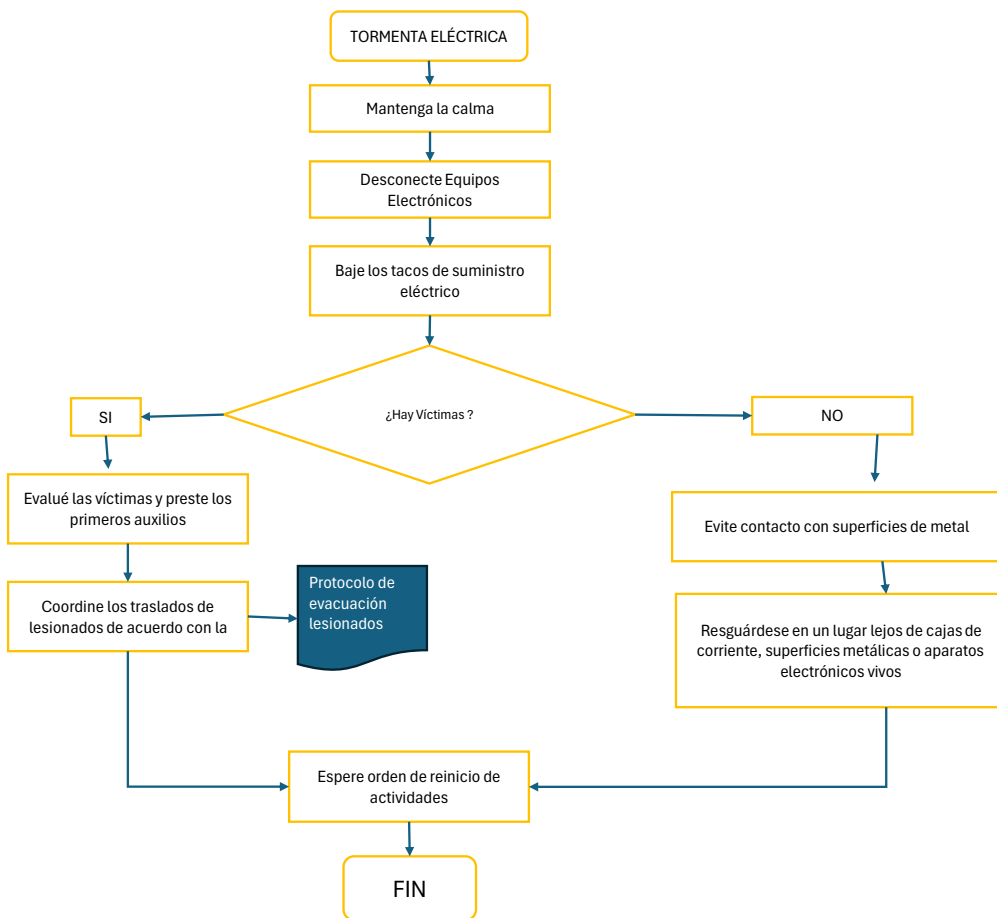 TORMENTA ELÉCTRICA
Mantenga la calma
Desconecte Equipos
Electrónicos
Baje los tacos de suministro
eléctrico
¿Hay Víctimas ?
SI
NO
Evalué las víctimas y preste los
primeros auxilios
Evite contacto con superficies de metal
Coordine los traslados de
lesionados de acuerdo con la
Protocolo de
evacuación
lesionados
Resguárdese en un lugar lejos de cajas de
corriente, superficies metálicas o aparatos
electrónicos vivos
Espere orden de reinicio de
actividades
FIN